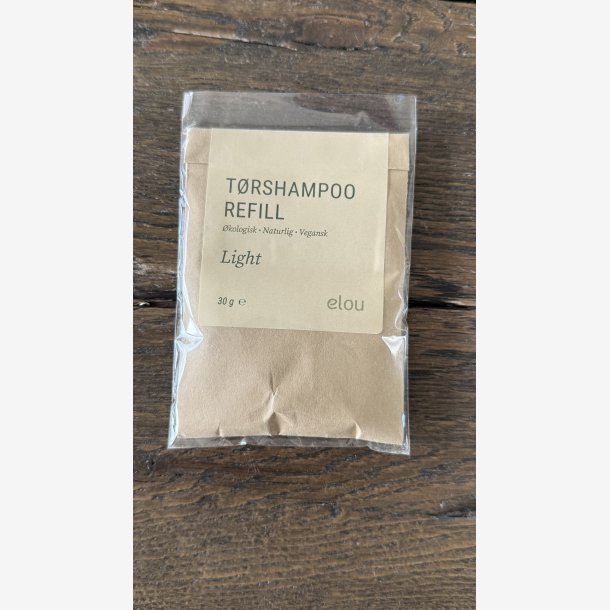 TØRSHAMPOO
REFILL
Økologisk • Naturlig • Vegansk
Light
30 g ℮
elou